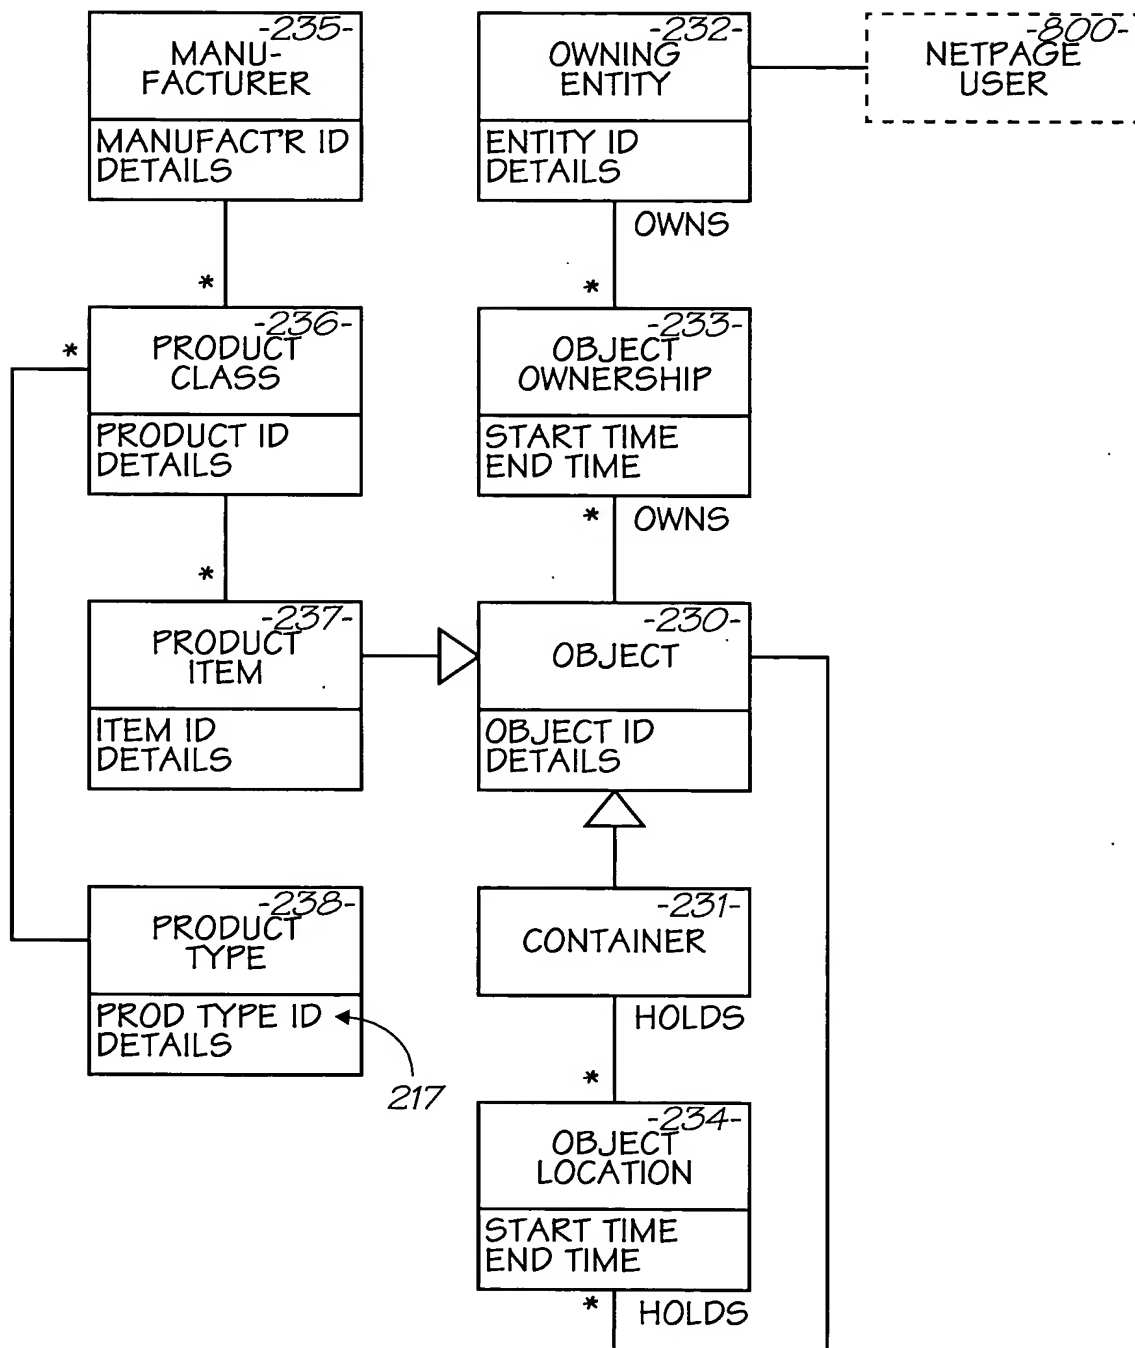 -235-
MANU-
FACTURER
MANUFACT'R ID
DETAILS
-232-
OWNING
ENTITY
ENTITY ID
DETAILS
-800-
NETPAGE
USER
OWNS
*
*
-236-
PRODUCT
CLASS
PRODUCT ID
DETAILS
*
-233-
OBJECT
OWNERSHIP
START TIME
END TIME
* OWNS
*
-237-
PRODUCT
ITEM
ITEM ID
DETAILS
-230-
OBJECT
OBJECT ID
DETAILS
-238-
PRODUCT
TYPE
PROD TYPE ID
DETAILS
217
-231-
CONTAINER
HOLDS
*
-234-
OBJECT
LOCATION
START TIME
END TIME
* HOLDS